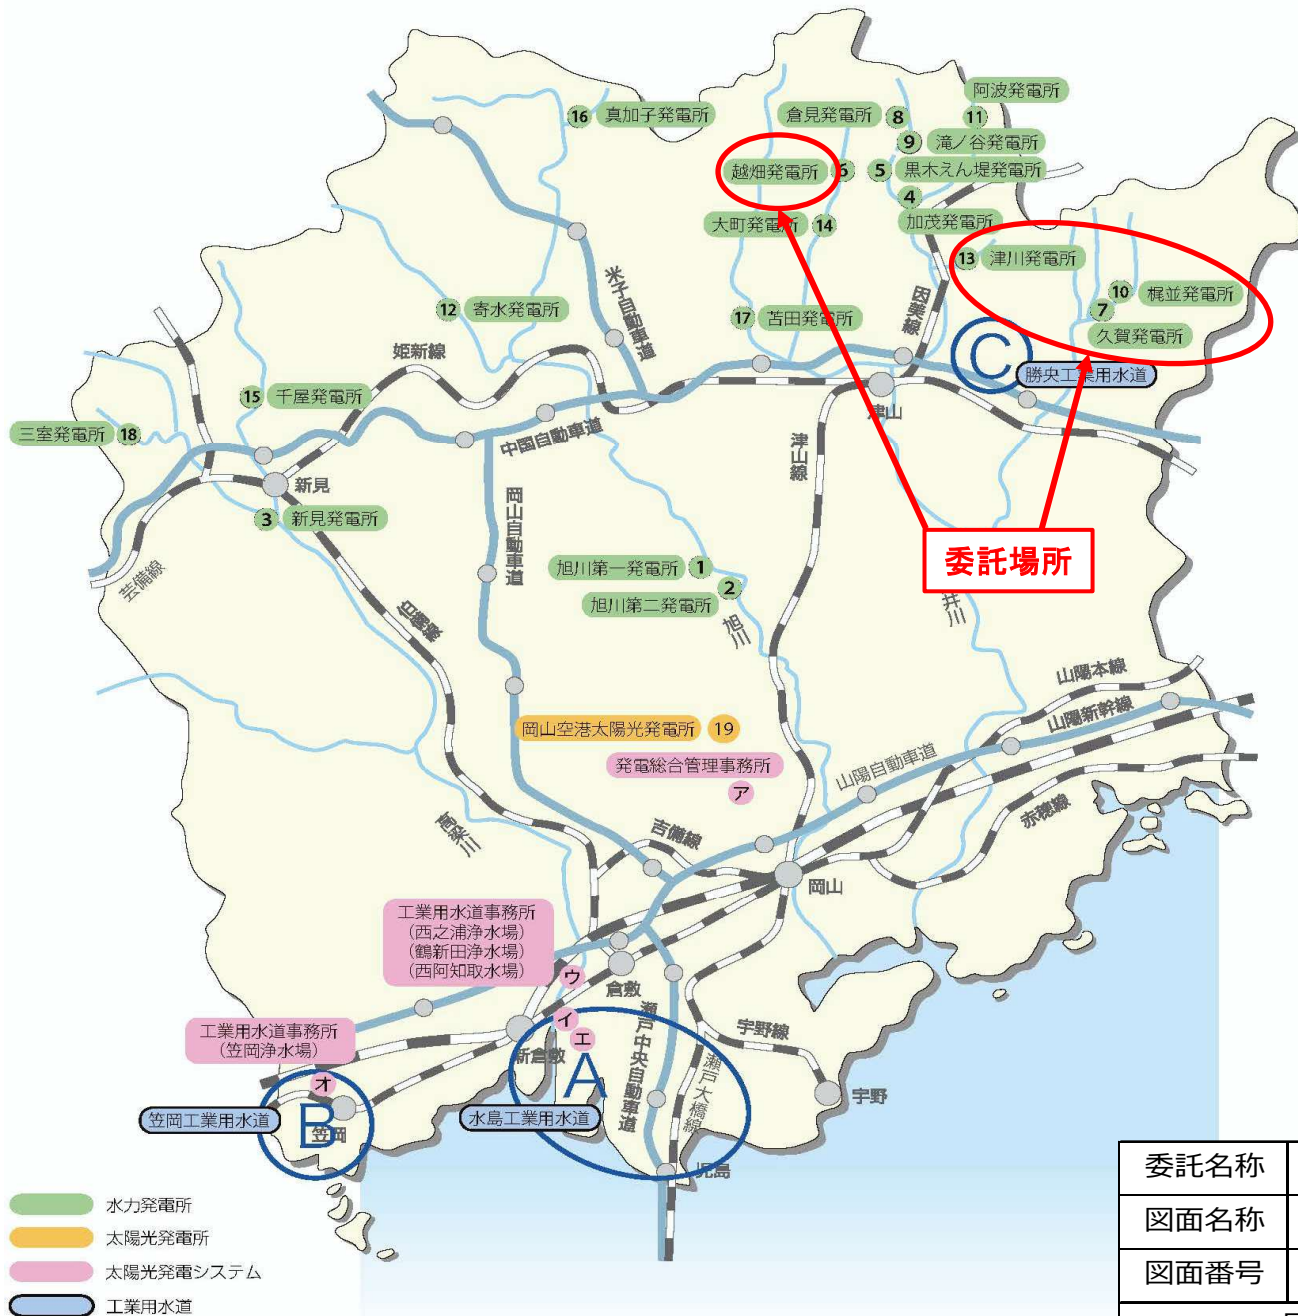 阿波発電所
11
16
真加子発電所
倉見発電所
8
9
滝ノ谷発電所
越畑発電所
6
5
黒木えん堤発電所
4
加茂発電所
大町発電所
14
13
津川発電所
10
梶並発電所
7
久賀発電所
12
寄水発電所
米子自動車道
17
苫田発電所
因美線
姫新線
C
勝央工業用水道
15
千屋発電所
津山
三室発電所
18
中国自動車道
津山線
新見
岡山自動車道
3
新見発電所
委託場所
旭川第一発電所
1
2
旭川第二発電所
芸備線
伯備線
旭川
井川
山陽本線
山陽新幹線
岡山空港太陽光発電所
19
発電総合管理事務所
ア
山陽自動車道
赤穂線
高梁川
吉備線
岡山
工業用水道事務所
(西之浦浄水場)
(鶴新田浄水場)
(西阿知取水場)
ウ
倉敷
イ
エ
工業用水道事務所
(笠岡浄水場)
新倉敷
A
瀬戸中央自動車道
瀬戸大橋線
宇野線
宇野
オ
笠岡工業用水道
B
笠岡
水島工業用水道
児島
水力発電所
太陽光発電所
太陽光発電システム
工業用水道
委託名称
図面名称
図面番号